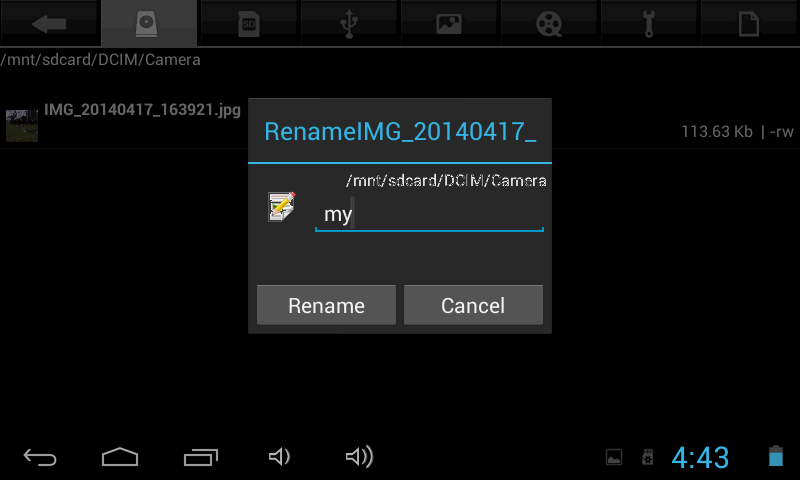 SD
/mnt/sdcard/DCIM/Camera
IMG_20140417_163921.jpg
113.63 Kb | -rw
RenameIMG_20140417_
/mnt/sdcard/DCIM/Camera
my
Rename
Cancel
4:43